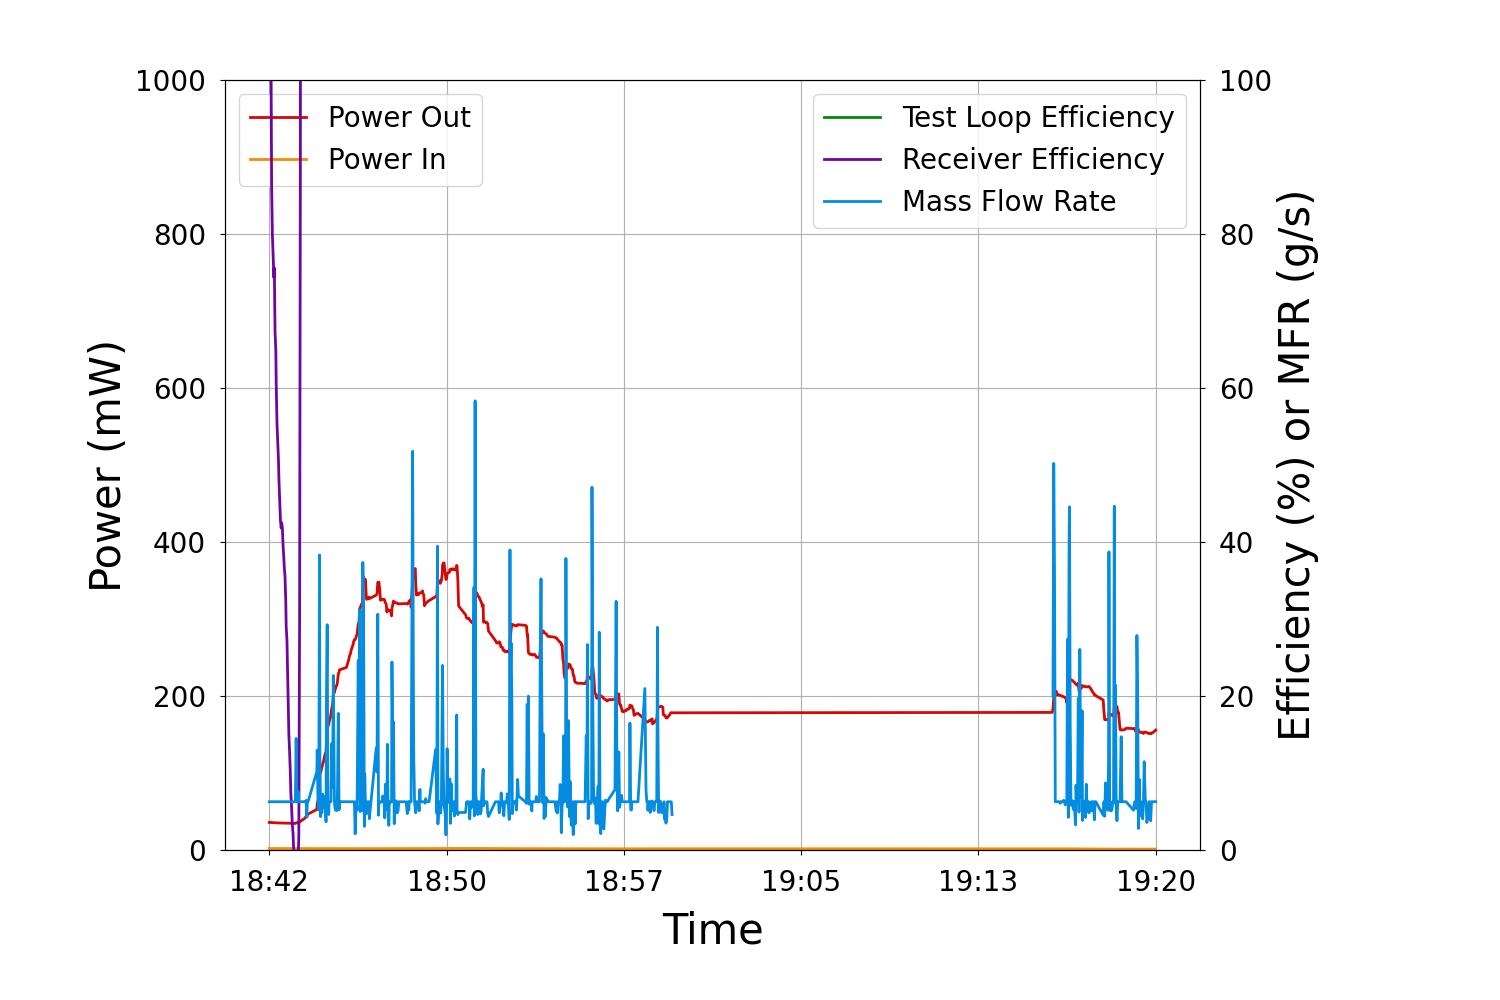 1000
800
600
400
200
0
Power (mW)
Power Out
Power In
Test Loop Efficiency
Receiver Efficiency
Mass Flow Rate
100
80
60
40
20
0
Efficiency (%) or MFR (g/s)
18:42 18:50 18:57 19:05 19:13 19:20
Time